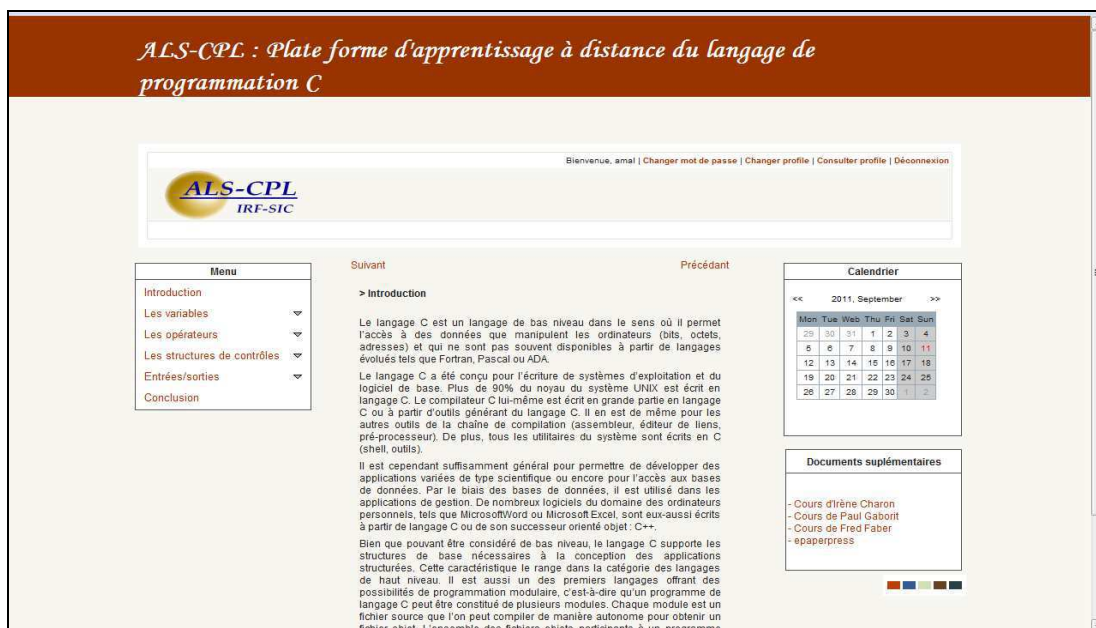 ALS-CPL : Plate forme d'apprentissage à distance du langage de
programmation C
Bienvenue, amal | Changer mot de passe | Changer profile | Consulter profile | Déconnexion
ALS-CPL
IRF-SIC
Menu
Introduction
Les variables
Les opérateurs
Les structures de contrôles
Entrées/sorties
Conclusion
Suivant
Précédant
> Introduction
Le langage C est un langage de bas niveau dans le sens où il permet
l'accès à des données que manipulent les ordinateurs (bits, octets,
adresses) et qui ne sont pas souvent disponibles à partir de langages
évolués tels que Fortran, Pascal ou ADA.
Le langage C a été conçu pour l'écriture de systèmes d'exploitation et du
logiciel de base. Plus de 90% du noyau du système UNIX est écrit en
langage C. Le compilateur C lui-même est écrit en grande partie en langage
C ou à partir d'outils générant du langage C. Il en est de même pour les
autres outils de la chaîne de compilation (assembleur, éditeur de liens,
pré-processeur). De plus, tous les utilitaires du système sont écrits en C
(shell, outils).
Il est cependant suffisamment général pour permettre de développer des
applications variées de type scientifique ou encore pour l'accès aux bases
de données. Par le biais des bases de données, il est utilisé dans les
applications de gestion. De nombreux logiciels du domaine des ordinateurs
personnels, tels que MicrosoftWord ou Microsoft Excel, sont eux-aussi écrits
à partir de langage C ou de son successeur orienté objet : C++.
Bien que pouvant être considéré de bas niveau, le langage C supporte les
structures de base nécessaires à la conception des applications
structurées. Cette caractéristique le range dans la catégorie des langages
de haut niveau. Il est aussi un des premiers langages offrant des
possibilités de programmation modulaire, c'est-à-dire qu'un programme de
langage C peut être constitué de plusieurs modules. Chaque module est un
fichier source que l'on peut compiler de manière autonome pour obtenir un
fichier objet. L'ensemble des fichiers objets participants à un programme
Calendrier
<< 2011, September >>
Mon Tue Web Thu Fri Sat Sun
29 30 31 1 2 3 4
5 6 7 8 9 10 11
12 13 14 15 16 17 18
19 20 21 22 23 24 25
26 27 28 29 30 1 2
Documents suplémentaires
- Cours d'Irène Charon
- Cours de Paul Gaborit
- Cours de Fred Faber
- epaperpress